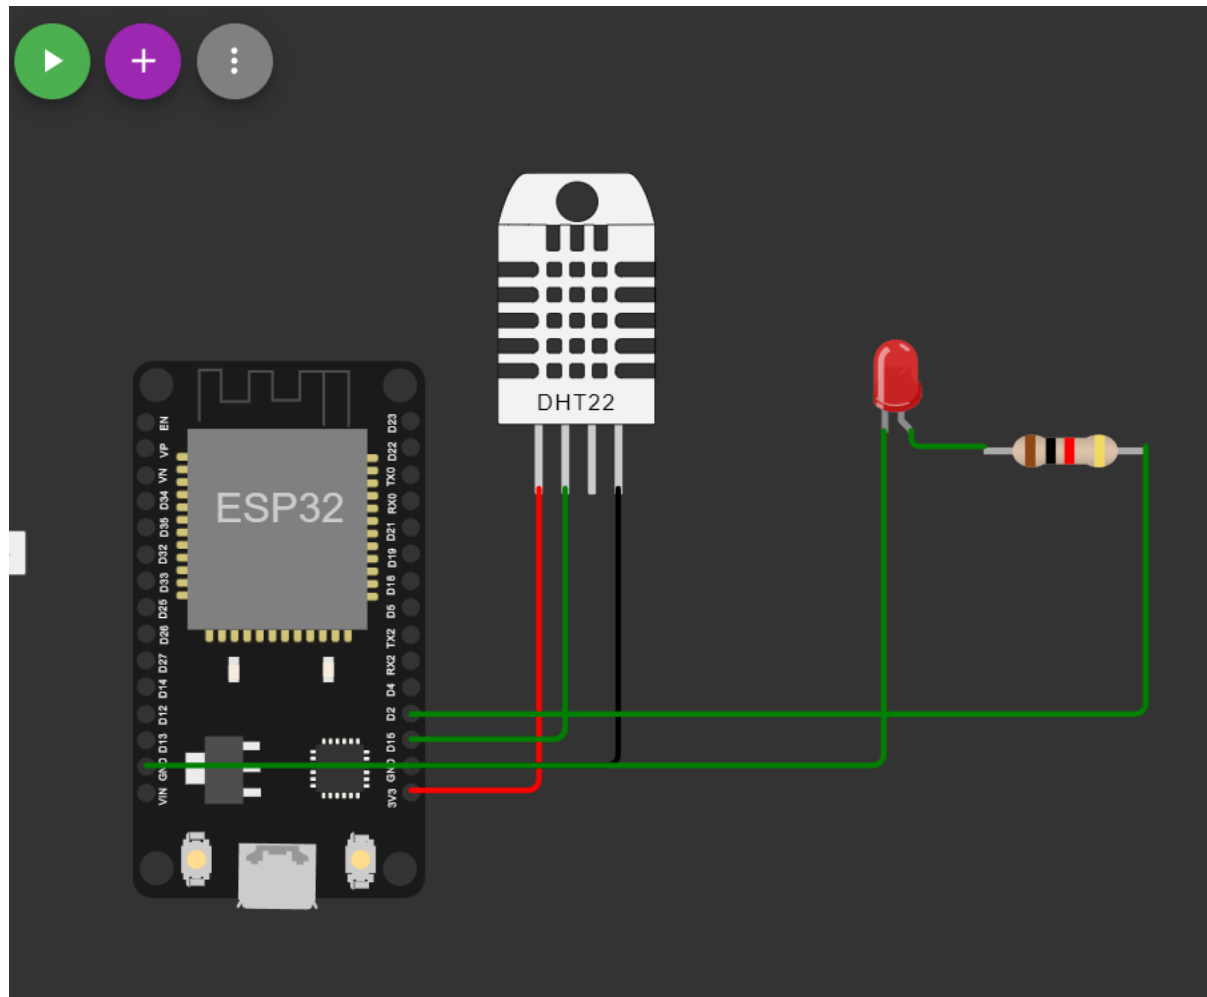 DHT22
ESP32
EN
VP
VN
D34
D35
D32
D33
D25
D26
D27
D14
D12
D13
GND
VIN
D23
D22
TX0
RX0
D21
D19
D18
D5
TX2
RX2
D4
D2
D15
GND
3V3